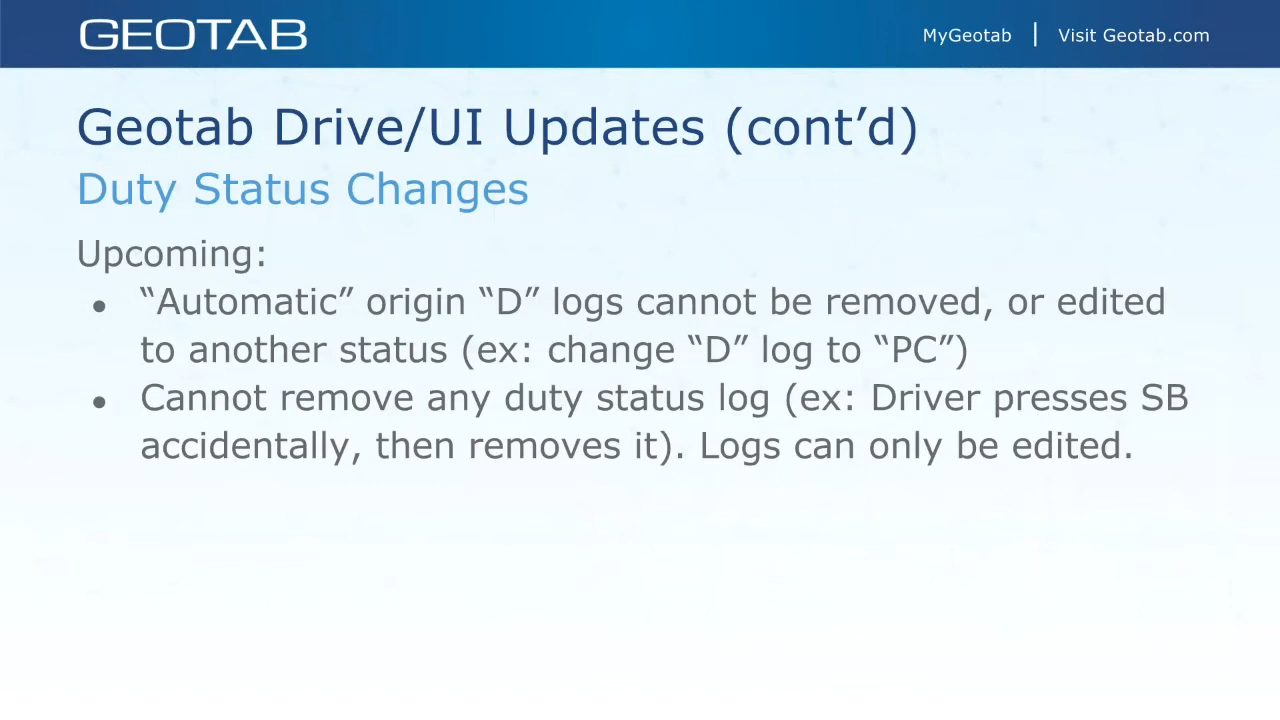 GEOTAB
MyGeotab | Visit Geotab.com
Geotab Drive/UI Updates (cont’d)
Duty Status Changes
Upcoming:
● “Automatic” origin “D” logs cannot be removed, or edited
to another status (ex: change “D” log to “PC”)
● Cannot remove any duty status log (ex: Driver presses SB
accidentally, then removes it). Logs can only be edited.